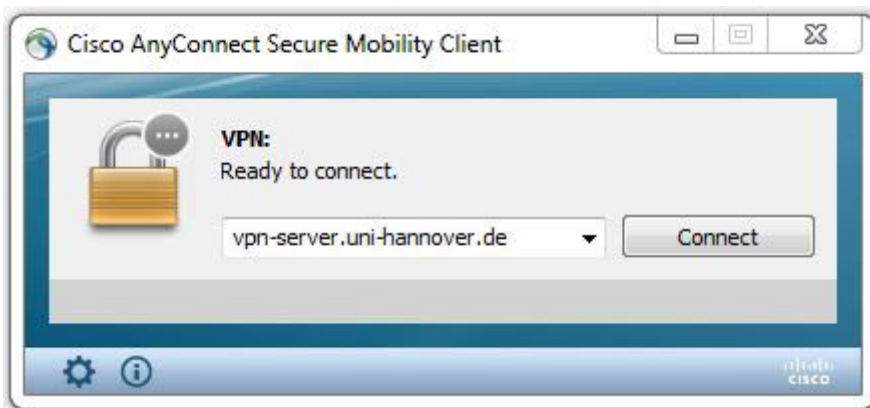 Cisco AnyConnect Secure Mobility Client
VPN:
Ready to connect.
vpn-server.uni-hannover.de
Connect
CISCO